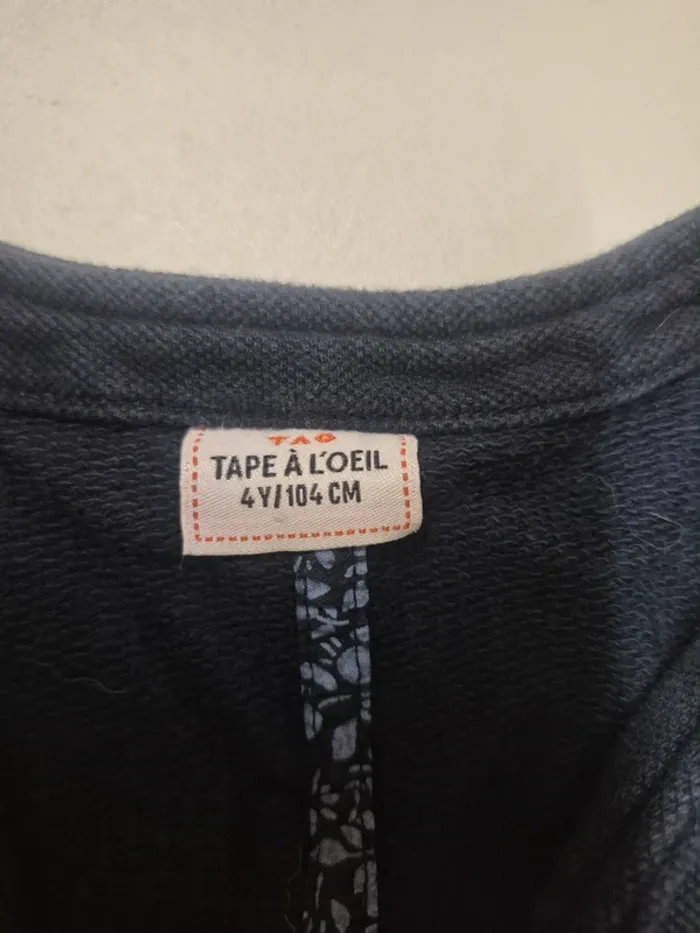 TAO
TAPE À L'OEIL
4Y/104 CM